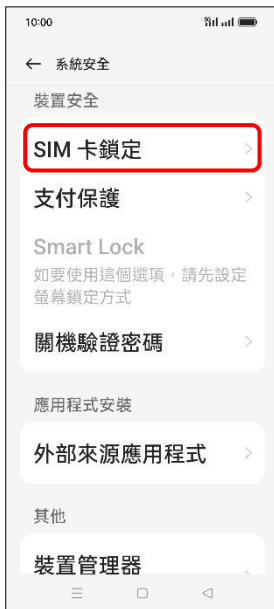 10:00
系統安全
裝置安全
SIM 卡鎖定
支付保護
Smart Lock
如要使用這個選項，請先設定
螢幕鎖定方式
關機驗證密碼
應用程式安裝
外部來源應用程式
其他
裝置管理器